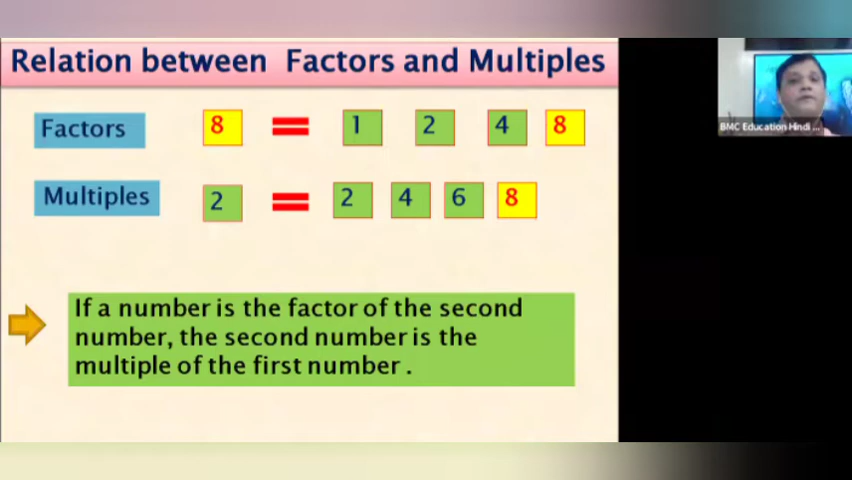 Relation between Factors and Multiples
Factors 8 = 1 2 4 8
Multiples 2 = 2 4 6 8
If a number is the factor of the second
number, the second number is the
multiple of the first number .
BMC Education Hindi ...